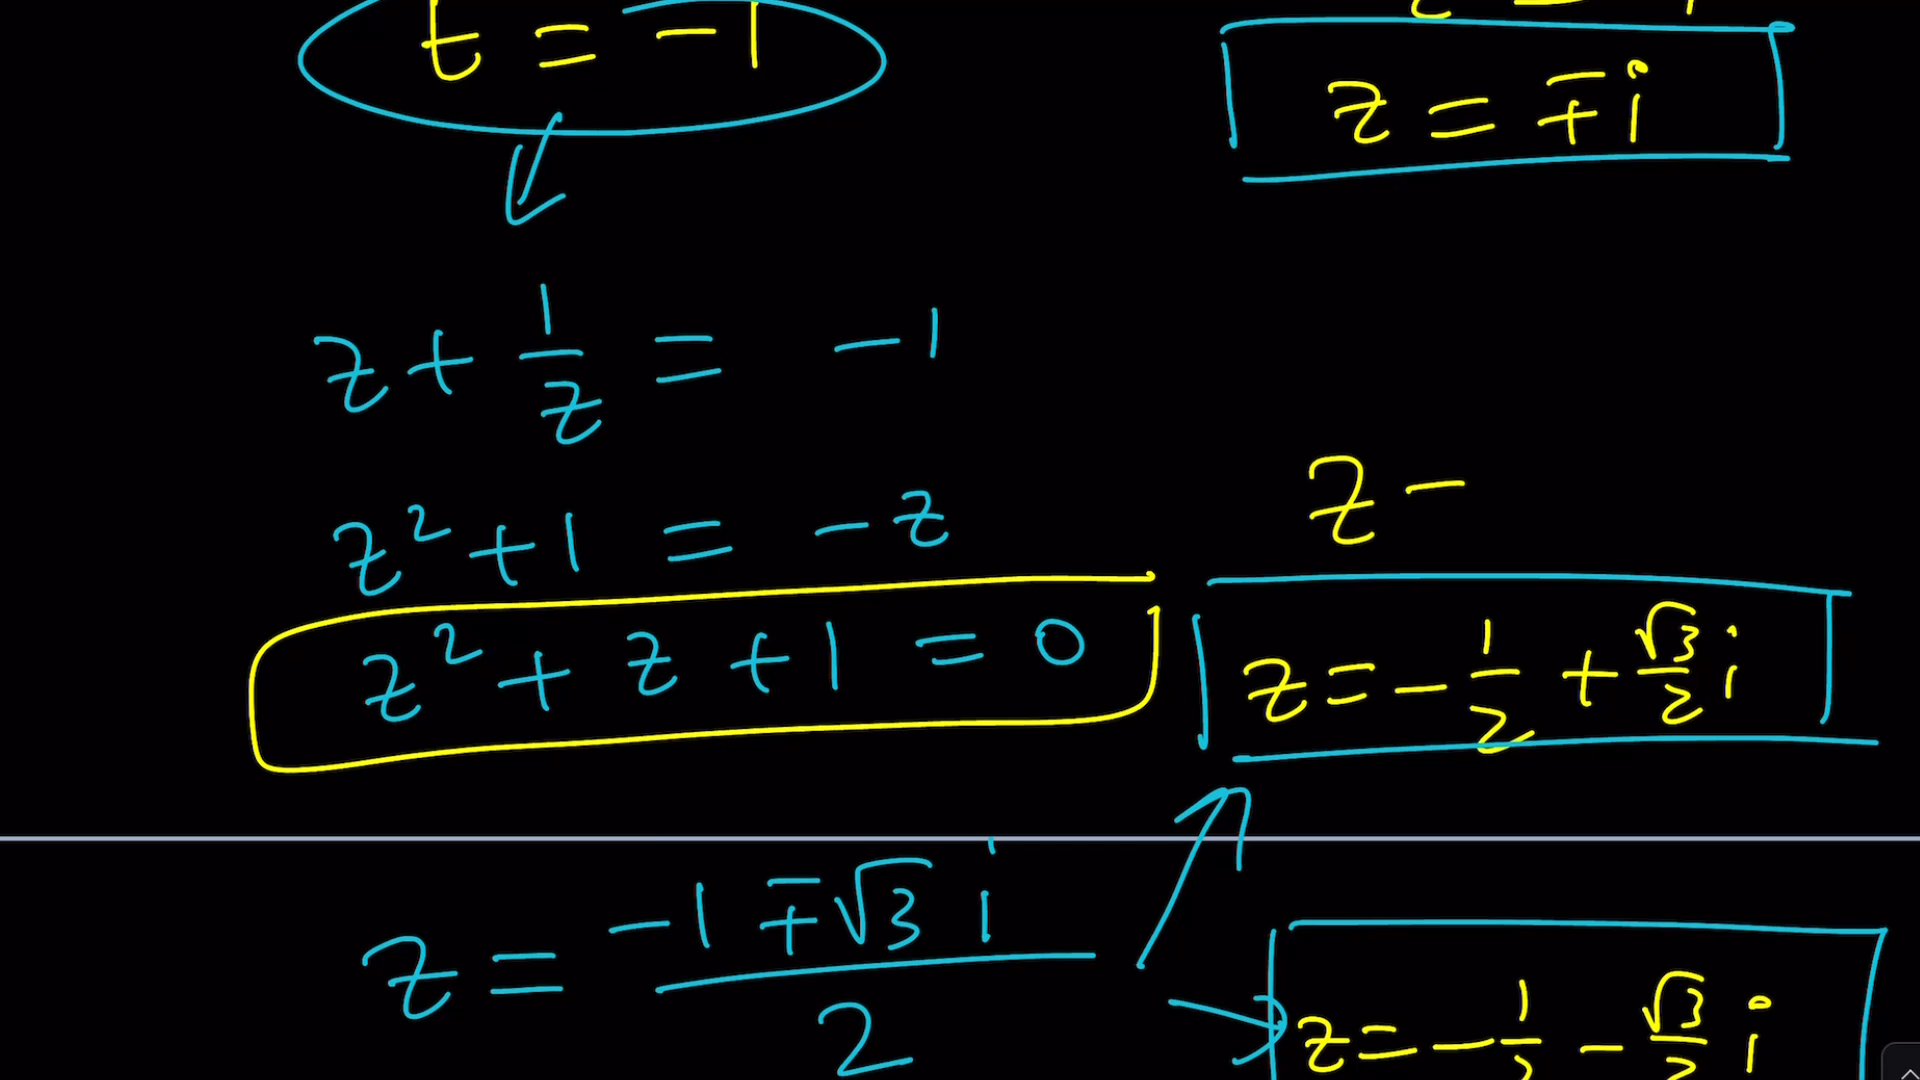 t = -1
z = ∓i
z + 1/z = -1
z -
z² + 1 = -z
z² + z + 1 = 0
z = -1/2 + √3/2 i
z = (-1 ∓ √3 i)/2
z = -1/2 - √3/2 i